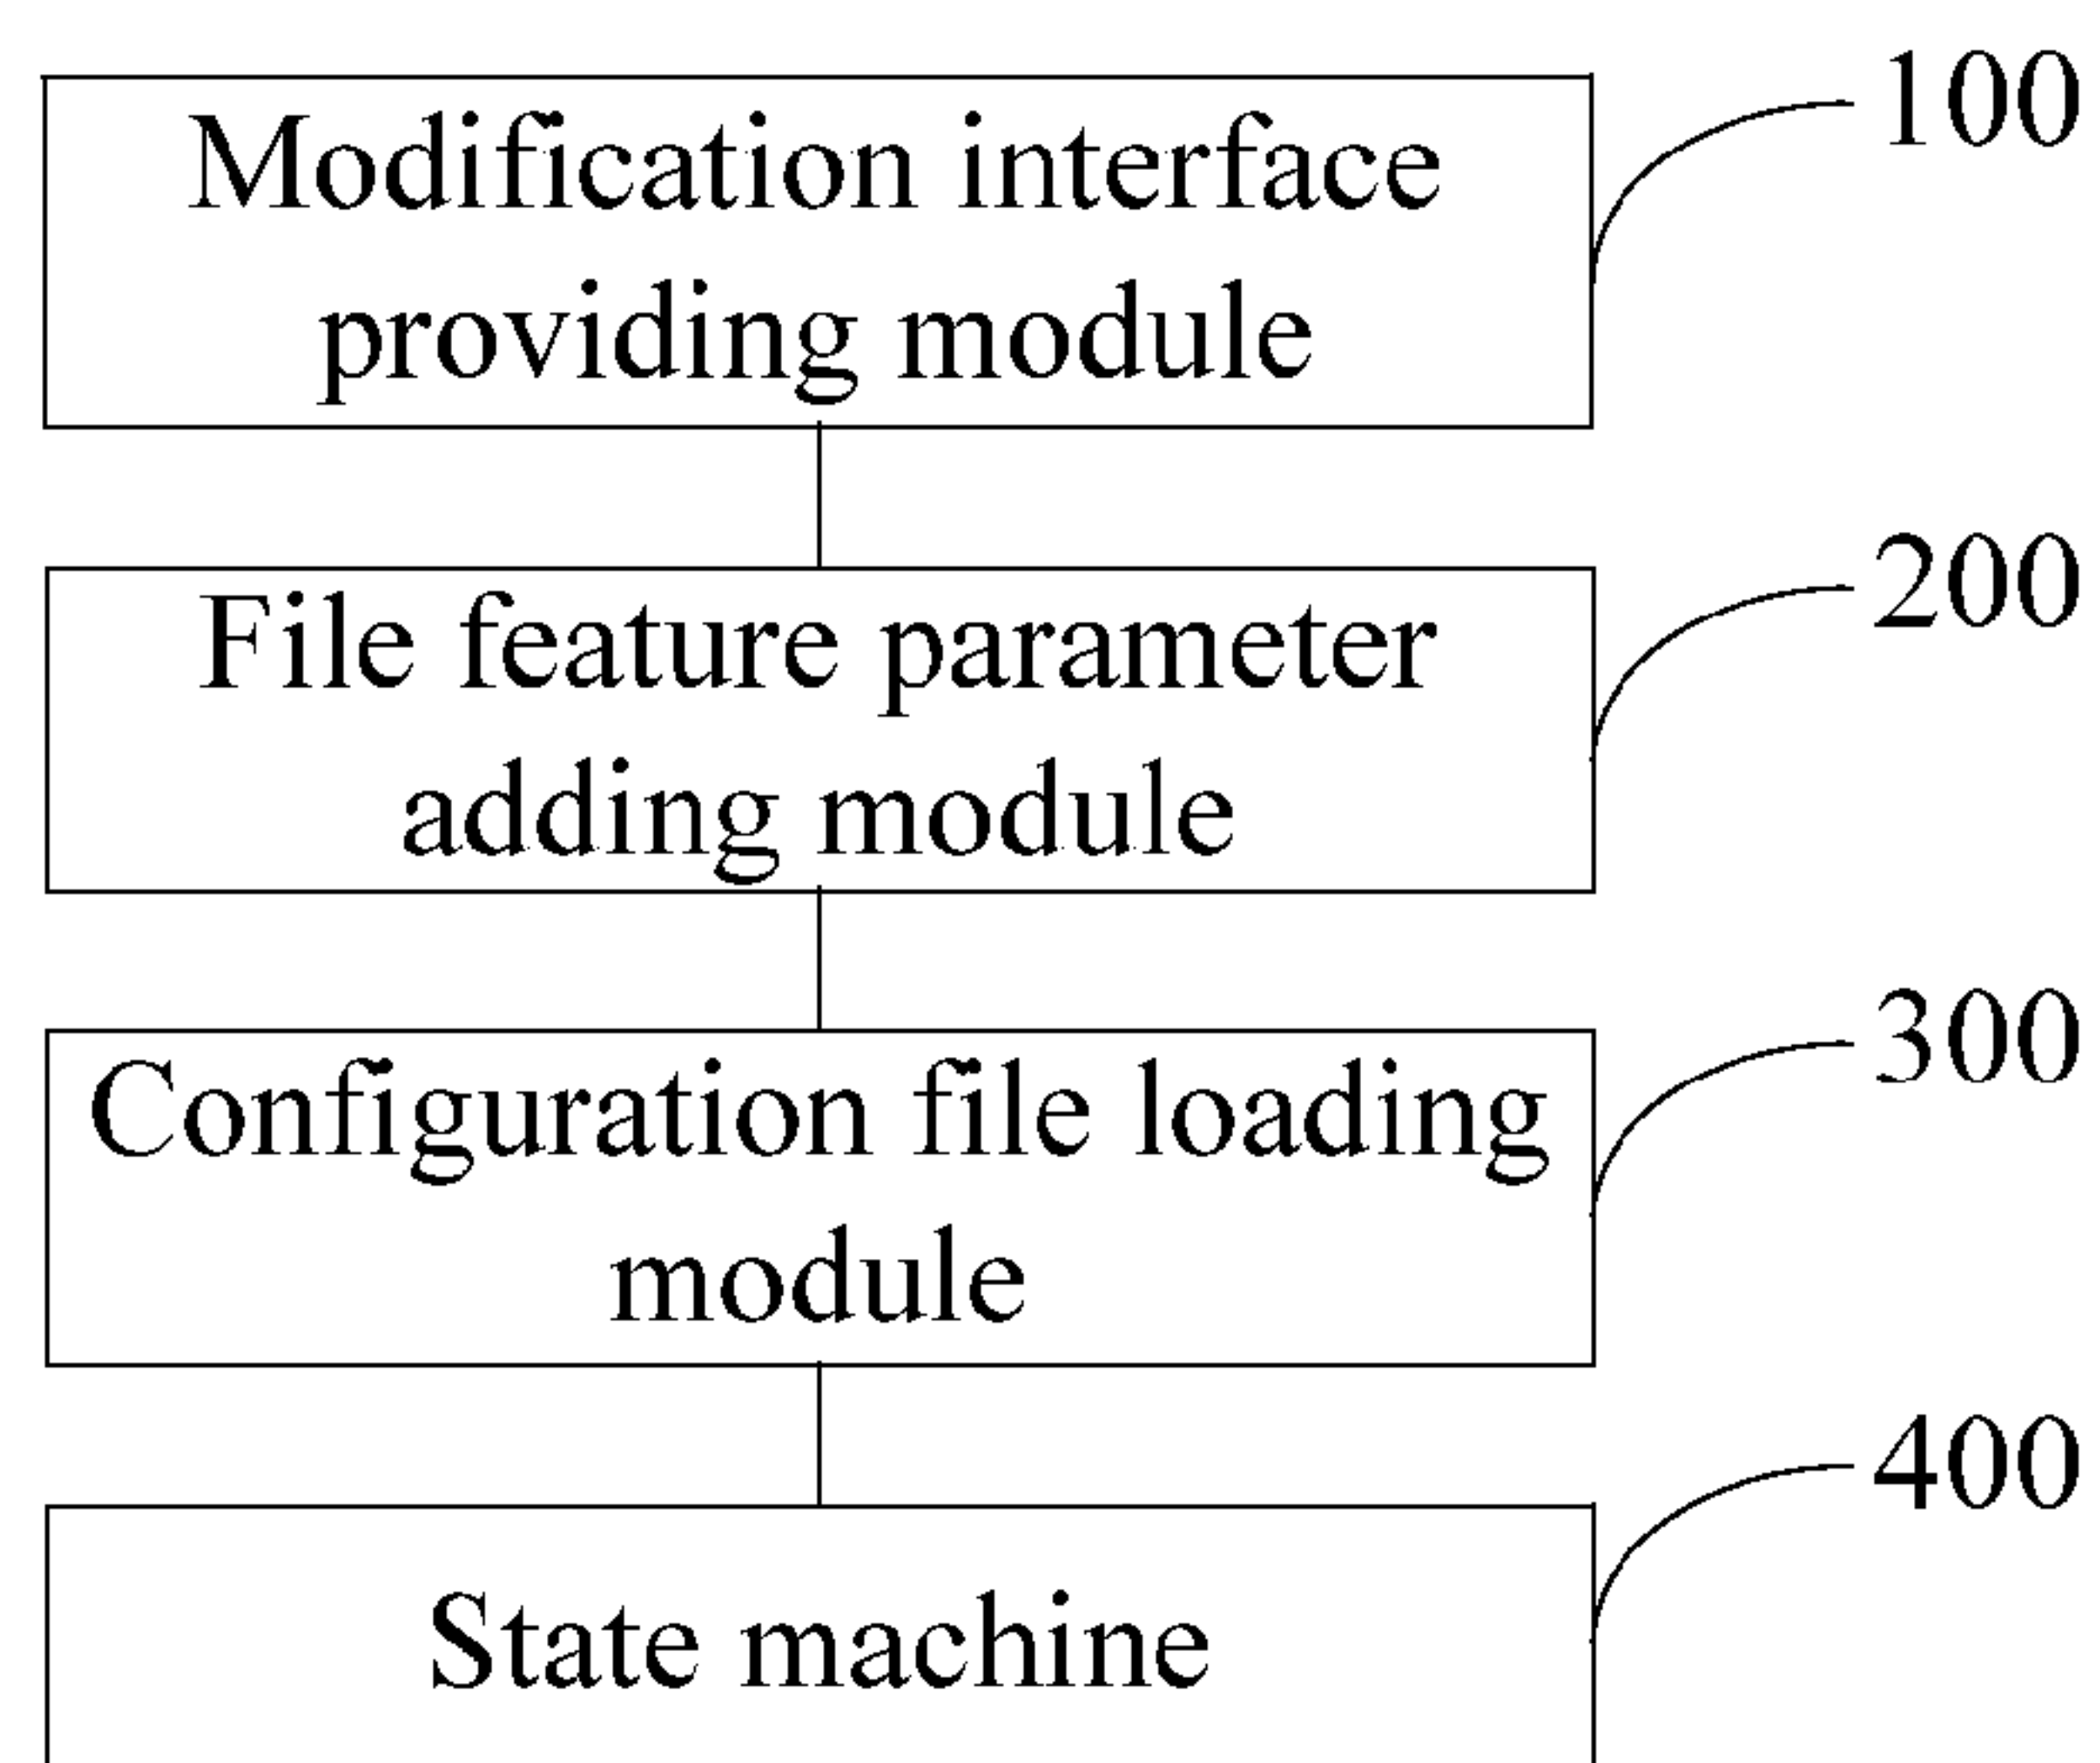 Modification interface
providing module
100
File feature parameter
adding module
200
Configuration file loading
module
300
State machine
400